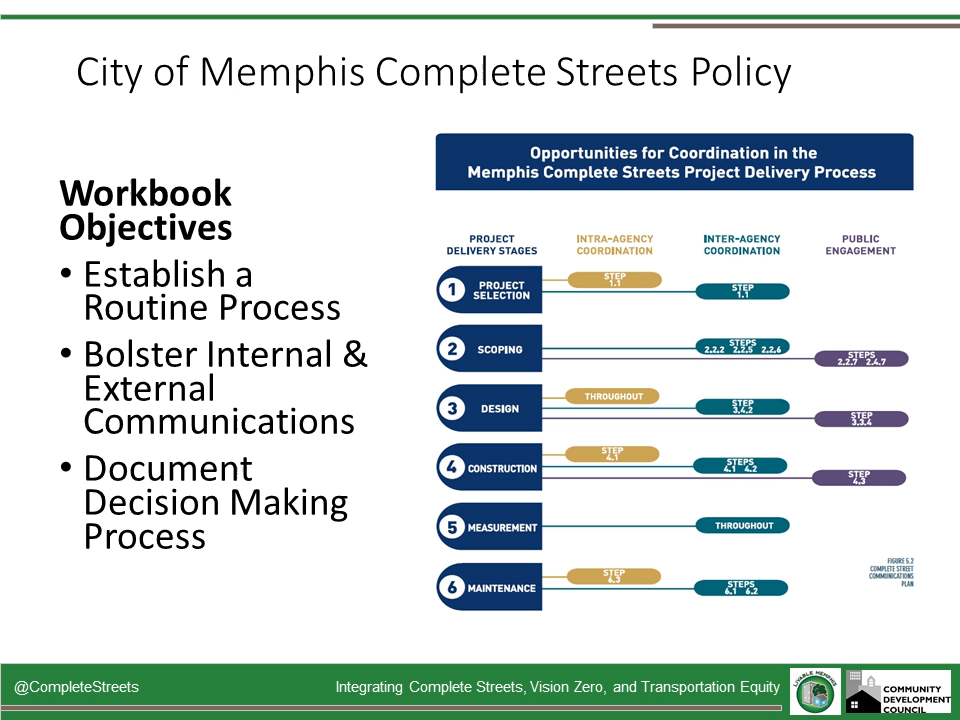 City of Memphis Complete Streets Policy
Workbook
Objectives
• Establish a
Routine Process
• Bolster Internal &
External
Communications
• Document
Decision Making
Process
Opportunities for Coordination in the
Memphis Complete Streets Project Delivery Process
PROJECT
DELIVERY STAGES
INTRA-AGENCY
COORDINATION
INTER-AGENCY
COORDINATION
PUBLIC
ENGAGEMENT
1 PROJECT
SELECTION
STEP
1.1
STEP
1.1
2 SCOPING
STEPS
2.2.2 2.2.5 2.2.6
STEPS
2.2.7 2.4.7
3 DESIGN
THROUGHOUT
STEP
3.4.2
STEP
3.3.4
4 CONSTRUCTION
STEP
4.1
STEPS
4.1 4.2
STEP
4.3
5 MEASUREMENT
THROUGHOUT
6 MAINTENANCE
STEP
6.3
STEPS
6.1 6.2
FIGURE 5.2
COMPLETE STREET
COMMUNICATIONS
PLAN
@CompleteStreets
Integrating Complete Streets, Vision Zero, and Transportation Equity
LIVABLE MEMPHIS
COMMUNITY
DEVELOPMENT
COUNCIL